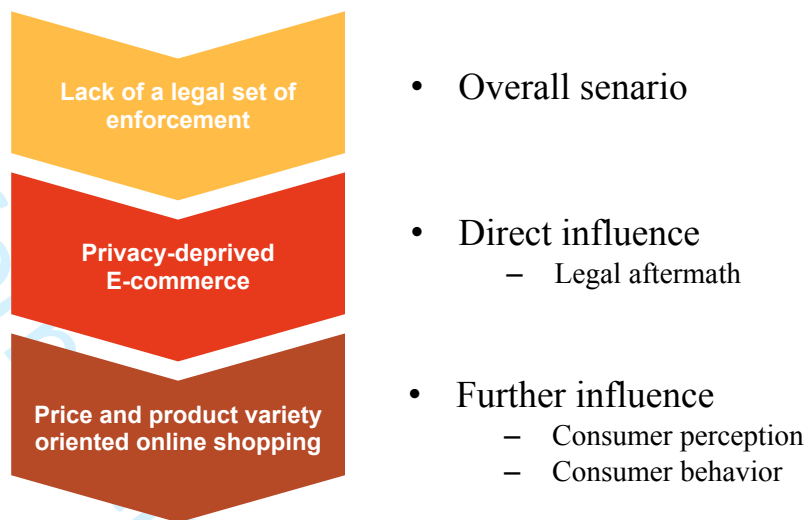 Lack of a legal set of
enforcement
• Overall senario
Privacy-deprived
E-commerce
• Direct influence
– Legal aftermath
Price and product variety
oriented online shopping
• Further influence
– Consumer perception
– Consumer behavior